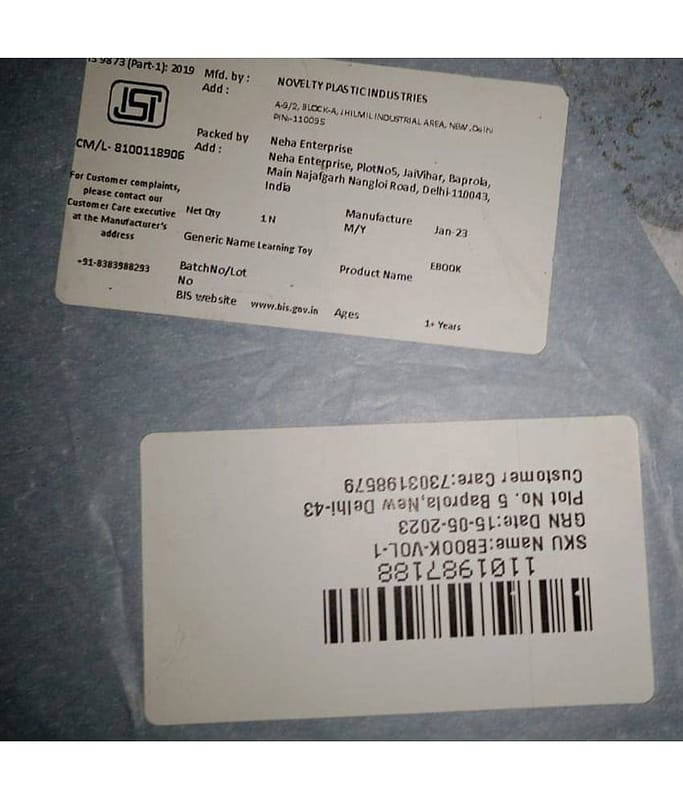 IS 9873 (Part-1): 2019
ISI
CM/L- 8100118906
For Customer complaints,
please contact our
Customer Care executive
at the Manufacturer's
address
+91-8383988293
Mfd. by : NOVELTY PLASTIC INDUSTRIES
Add : A-9/2, BLOCK-A, JHILMIL INDUSTRIAL AREA, NEW ,Delhi
PIN:-110095
Packed by Neha Enterprise
Add : Neha Enterprise, PlotNo5, JaiVihar, Baprola,
Main Najafgarh Nangloi Road, Delhi-110043,
India
Net Qty 1 N Manufacture
M/Y Jan-23
Generic Name Learning Toy
BatchNo/Lot
No Product Name EBOOK
BIS website www.bis.gov.in Ages 1+ Years
1101987188
SKU Name:EBOOK-VOL-1
GRN Date:15-05-2023
Plot No. 5 Baprola,New Delhi-43
Customer Care:7303198579